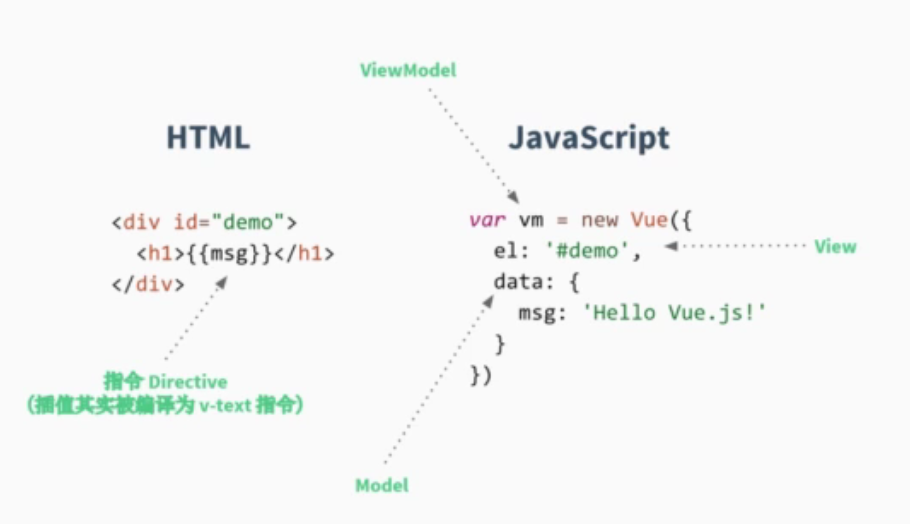 ViewModel
HTML
JavaScript
<div id="demo">
<h1>{{msg}}</h1>
</div>
指令 Directive
（插值其实被编译为 v-text 指令）
var vm = new Vue({
el: '#demo',
data: {
msg: 'Hello Vue.js!'
}
})
View
Model